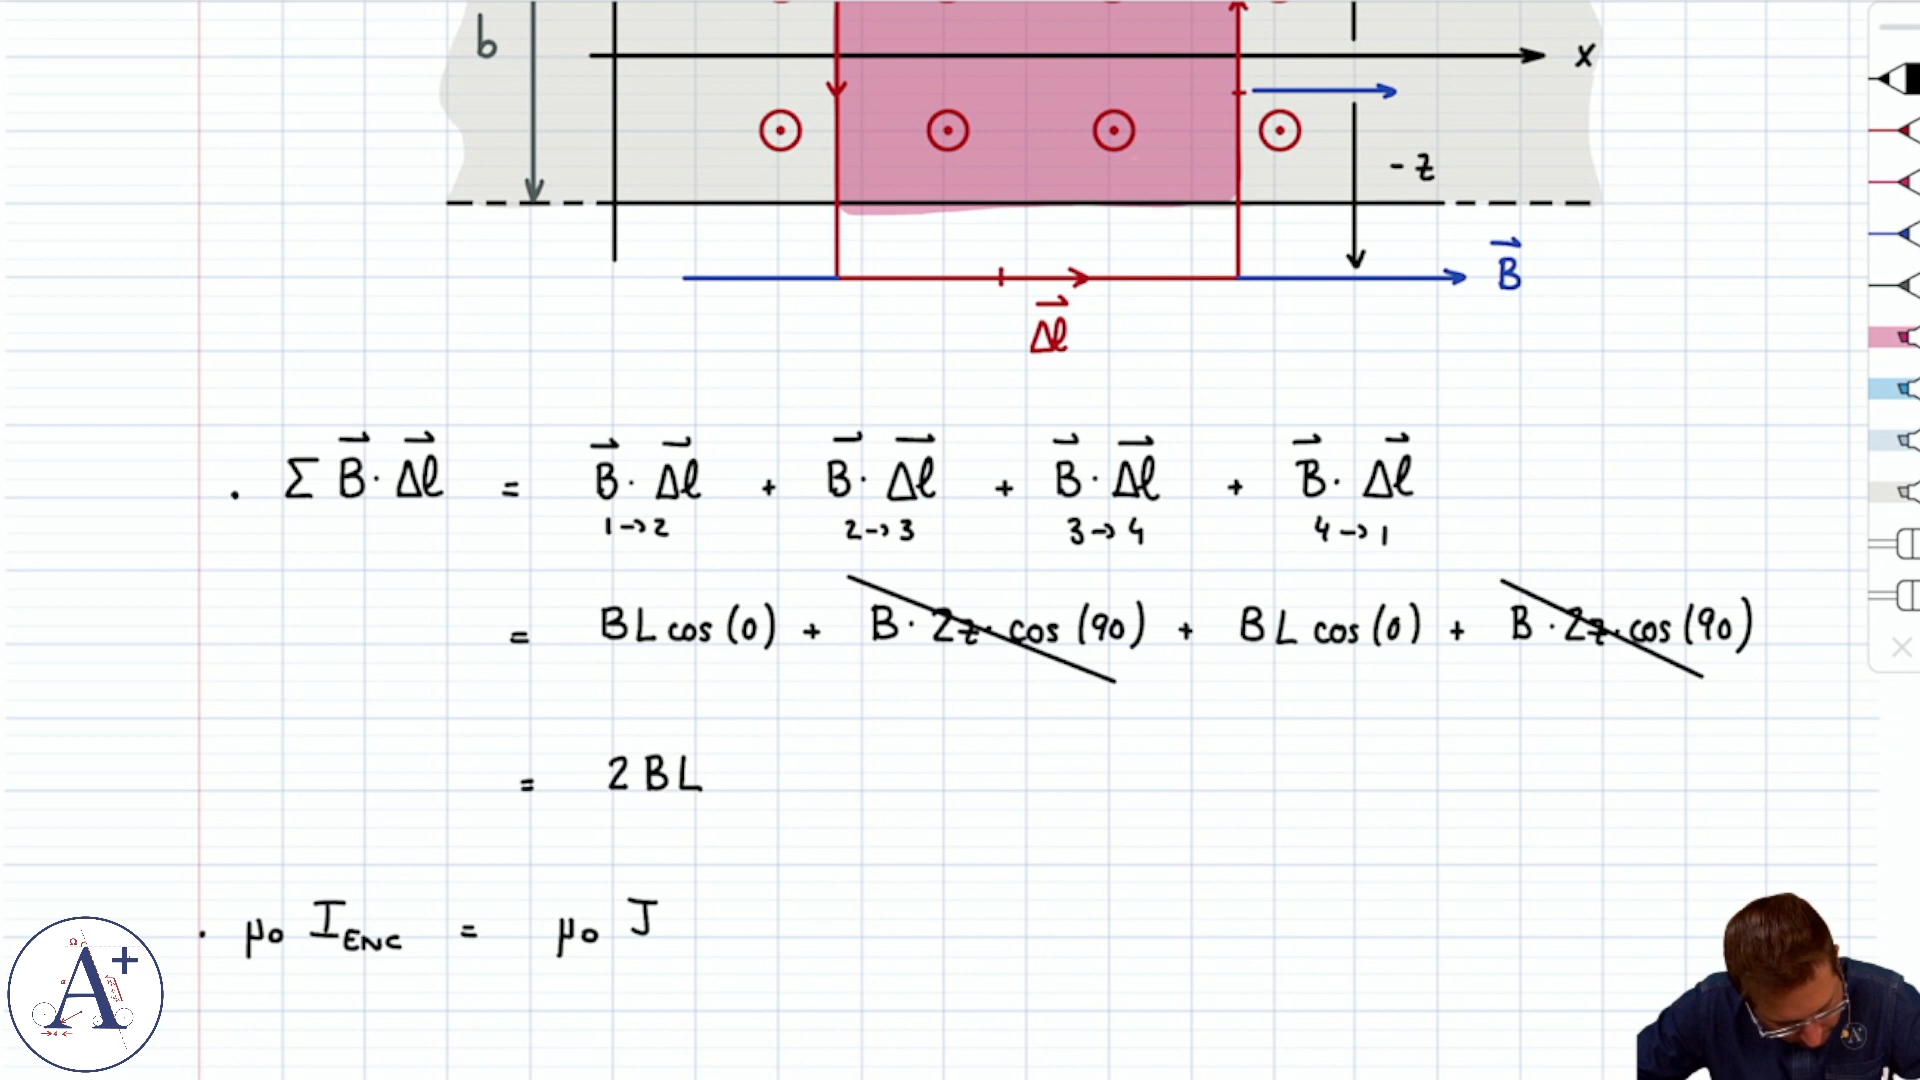 b
x
-z
B
Δl
. Σ B · Δl = B · Δl + B · Δl + B · Δl + B · Δl
1→2 2→3 3→4 4→1
= BL cos (0) + B · 2z · cos (90) + BL cos (0) + B · 2z · cos (90)
= 2BL
. μ₀ I_ENC = μ₀ J
A+